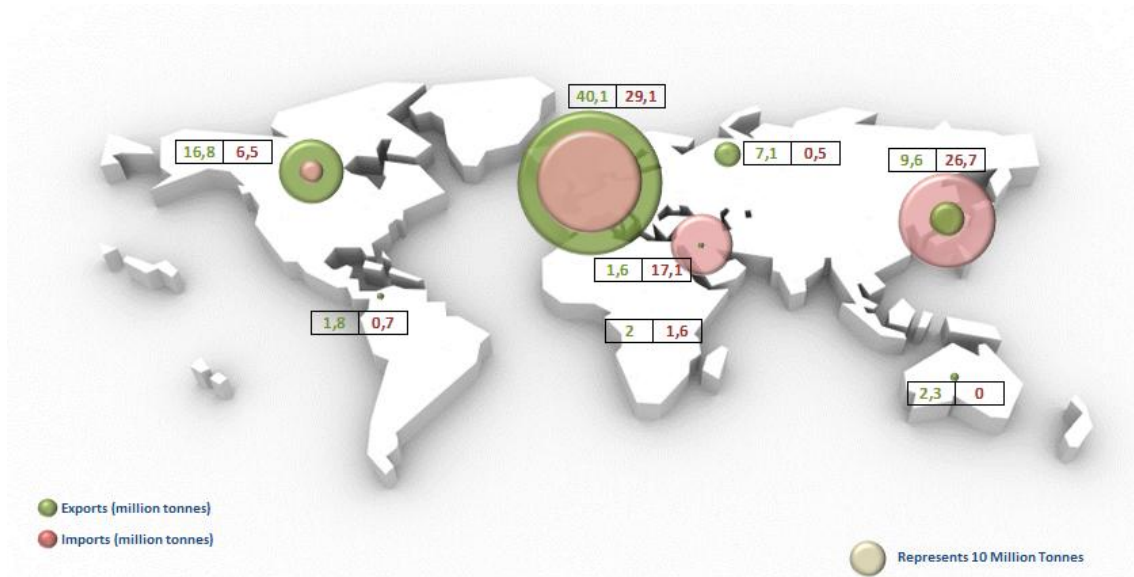 40,1 29,1
16,8 6,5
7,1 0,5
9,6 26,7
1,6 17,1
1,8 0,7
2 1,6
2,3 0
Exports (million tonnes)
Imports (million tonnes)
Represents 10 Million Tonnes